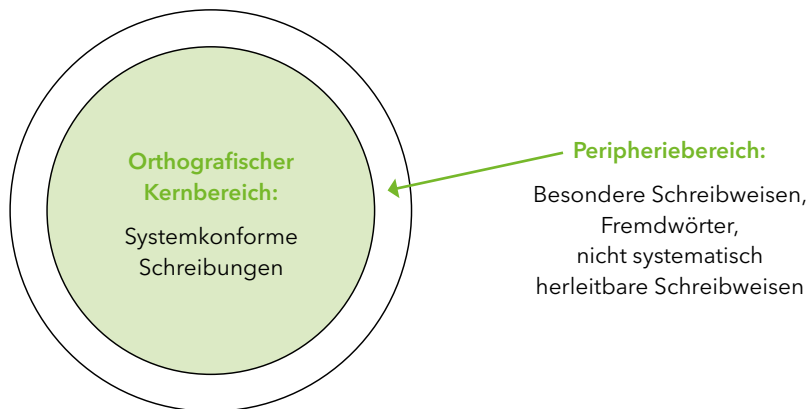 Orthografischer
Kernbereich:
Systemkonforme
Schreibungen
Peripheriebereich:
Besondere Schreibweisen,
Fremdwörter,
nicht systematisch
herleitbare Schreibweisen